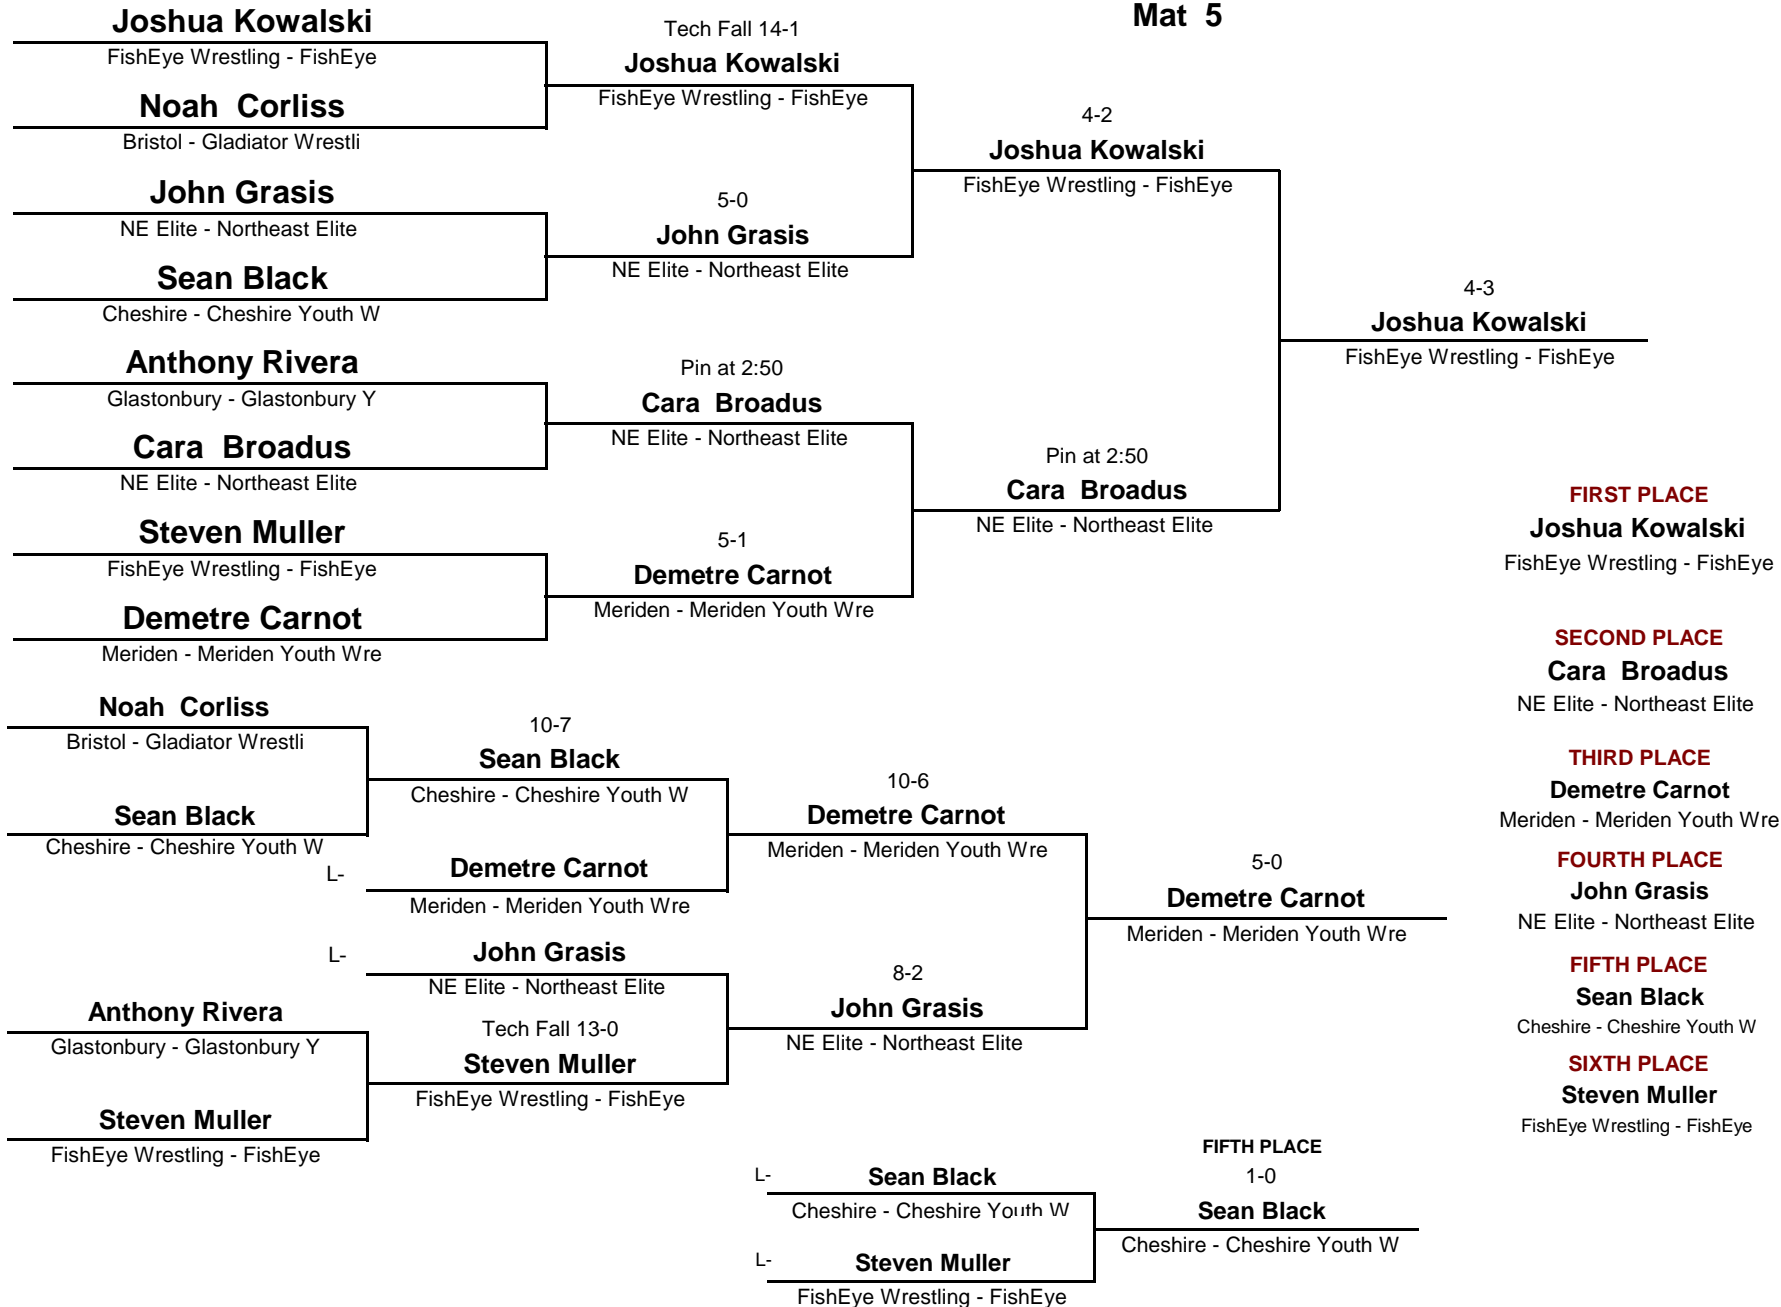 Mat 5
Joshua Kowalski
FishEye Wrestling - FishEye
Noah Corliss
Bristol - Gladiator Wrestli
John Grasis
NE Elite - Northeast Elite
Sean Black
Cheshire - Cheshire Youth W
Anthony Rivera
Glastonbury - Glastonbury Y
Cara Broadus
NE Elite - Northeast Elite
Steven Muller
FishEye Wrestling - FishEye
Demetre Carnot
Meriden - Meriden Youth Wre
Tech Fall 14-1
Joshua Kowalski
FishEye Wrestling - FishEye
5-0
John Grasis
NE Elite - Northeast Elite
Pin at 2:50
Cara Broadus
NE Elite - Northeast Elite
5-1
Demetre Carnot
Meriden - Meriden Youth Wre
4-2
Joshua Kowalski
FishEye Wrestling - FishEye
Pin at 2:50
Cara Broadus
NE Elite - Northeast Elite
4-3
Joshua Kowalski
FishEye Wrestling - FishEye
Noah Corliss
Bristol - Gladiator Wrestli
Sean Black
Cheshire - Cheshire Youth W
Anthony Rivera
Glastonbury - Glastonbury Y
Steven Muller
FishEye Wrestling - FishEye
10-7
Sean Black
Cheshire - Cheshire Youth W
L-
Demetre Carnot
Meriden - Meriden Youth Wre
L-
John Grasis
NE Elite - Northeast Elite
Tech Fall 13-0
Steven Muller
FishEye Wrestling - FishEye
10-6
Demetre Carnot
Meriden - Meriden Youth Wre
8-2
John Grasis
NE Elite - Northeast Elite
5-0
Demetre Carnot
Meriden - Meriden Youth Wre
L-
Sean Black
Cheshire - Cheshire Youth W
L-
Steven Muller
FishEye Wrestling - FishEye
FIFTH PLACE
1-0
Sean Black
Cheshire - Cheshire Youth W
FIRST PLACE
Joshua Kowalski
FishEye Wrestling - FishEye
SECOND PLACE
Cara Broadus
NE Elite - Northeast Elite
THIRD PLACE
Demetre Carnot
Meriden - Meriden Youth Wre
FOURTH PLACE
John Grasis
NE Elite - Northeast Elite
FIFTH PLACE
Sean Black
Cheshire - Cheshire Youth W
SIXTH PLACE
Steven Muller
FishEye Wrestling - FishEye